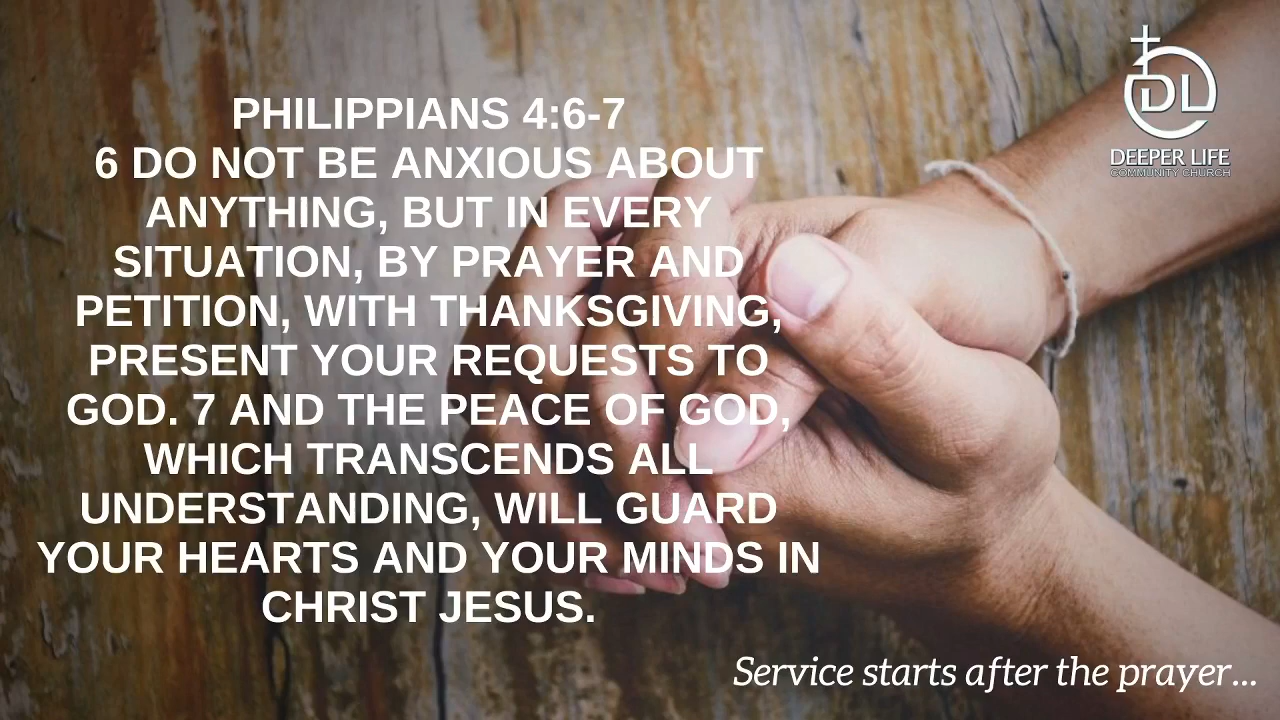 PHILIPPIANS 4:6-7
6 DO NOT BE ANXIOUS ABOUT
ANYTHING, BUT IN EVERY
SITUATION, BY PRAYER AND
PETITION, WITH THANKSGIVING,
PRESENT YOUR REQUESTS TO
GOD. 7 AND THE PEACE OF GOD,
WHICH TRANSCENDS ALL
UNDERSTANDING, WILL GUARD
YOUR HEARTS AND YOUR MINDS IN
CHRIST JESUS.
DL
DEEPER LIFE
COMMUNITY CHURCH
Service starts after the prayer...